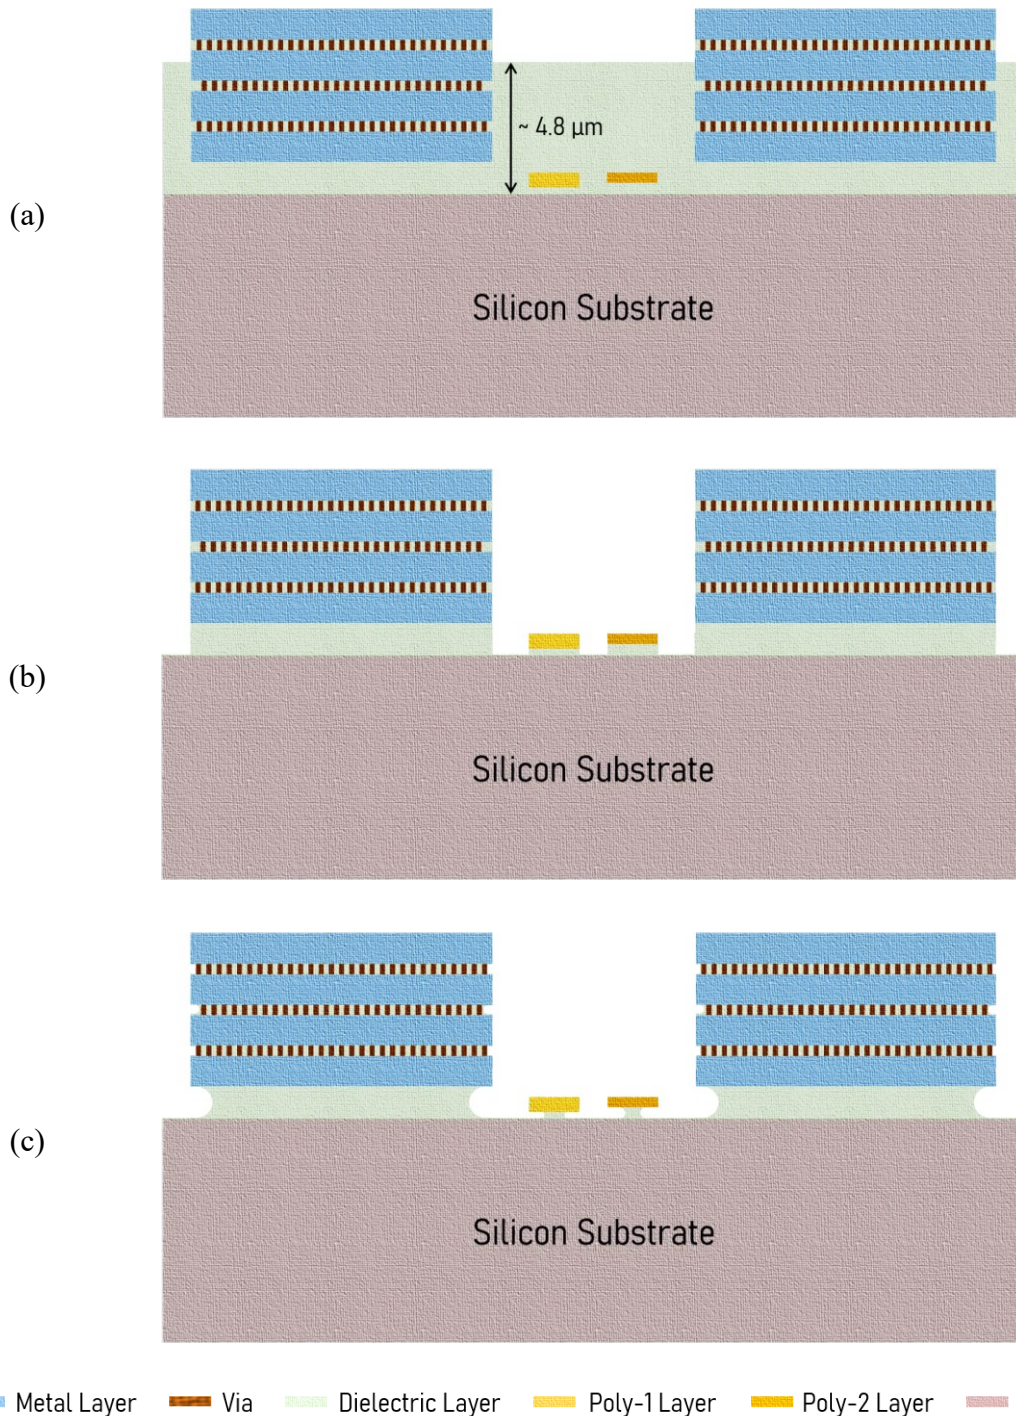 ~ 4.8 μm
(a)
Silicon Substrate
(b)
Silicon Substrate
(c)
Silicon Substrate
Metal Layer Via Dielectric Layer Poly-1 Layer Poly-2 Layer